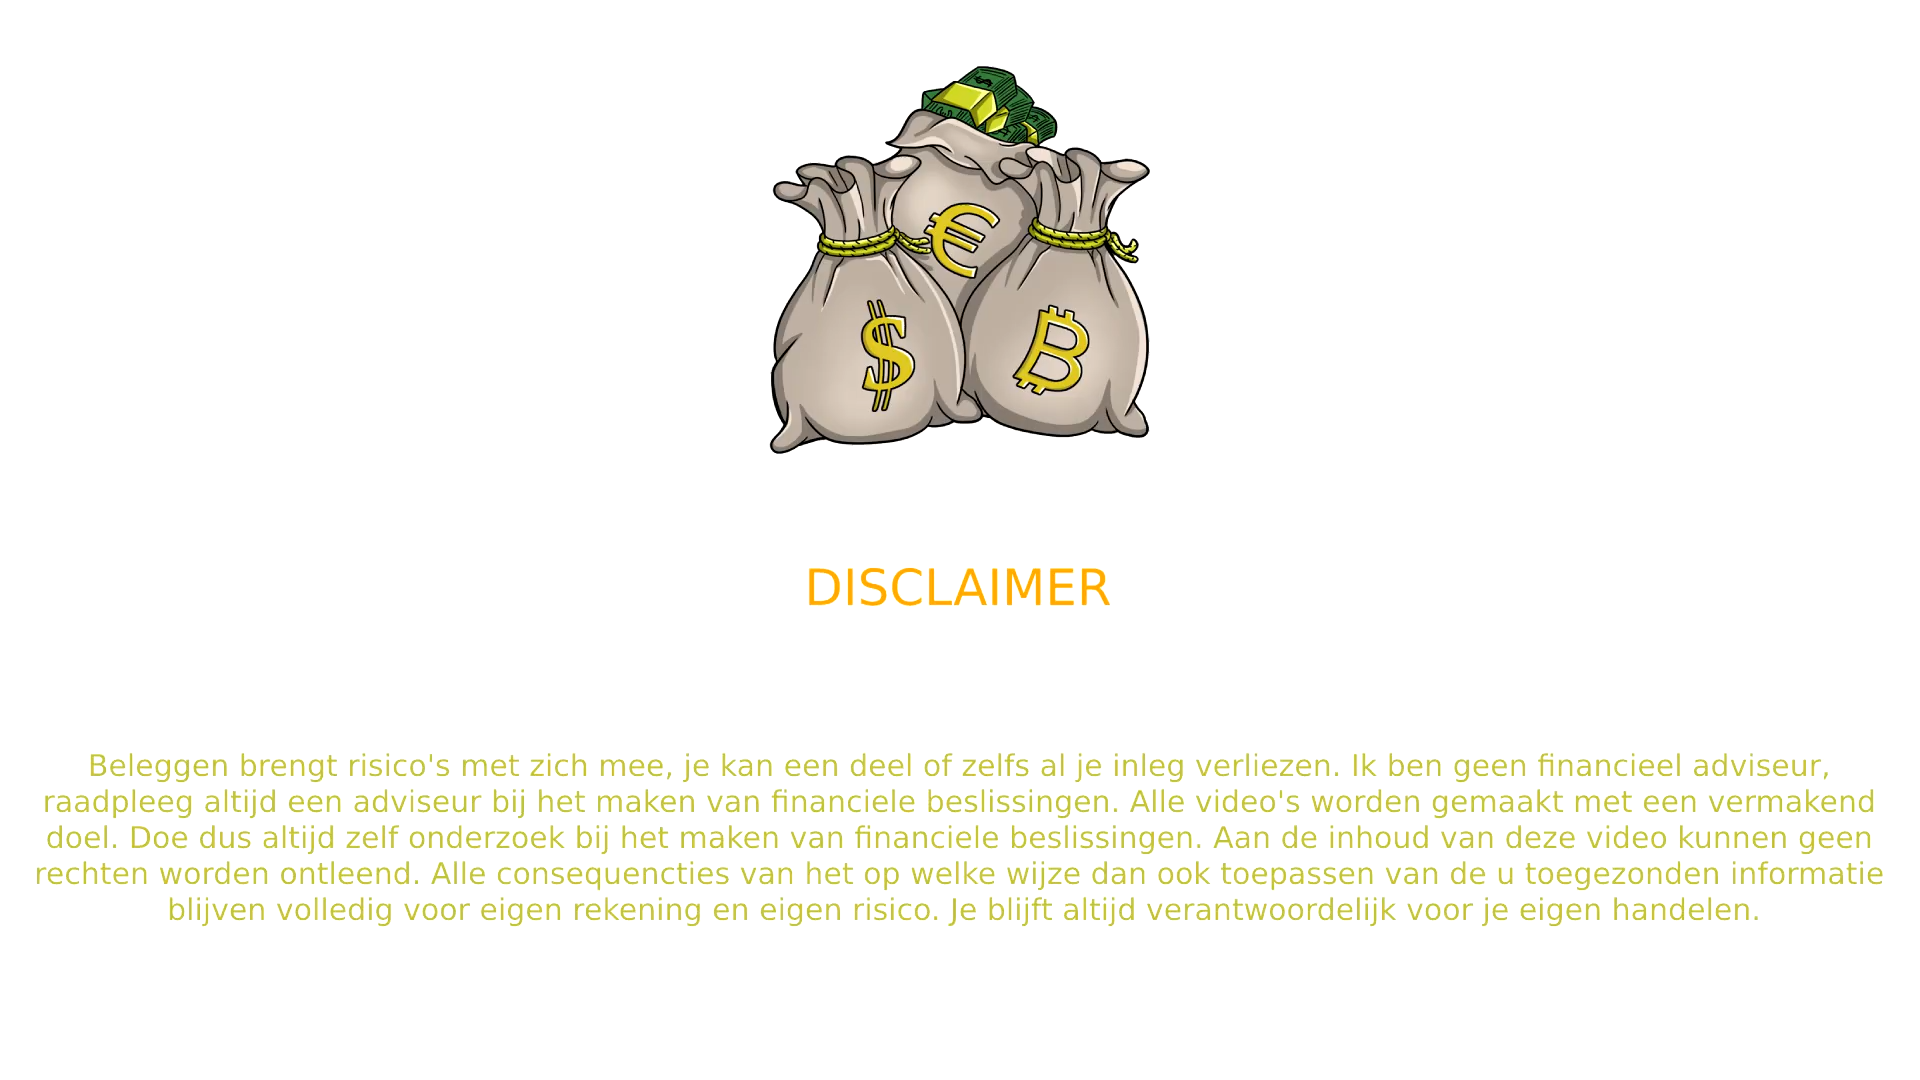 €
$
₿
DISCLAIMER
Beleggen brengt risico's met zich mee, je kan een deel of zelfs al je inleg verliezen. Ik ben geen financieel adviseur,
raadpleeg altijd een adviseur bij het maken van financiele beslissingen. Alle video's worden gemaakt met een vermakend
doel. Doe dus altijd zelf onderzoek bij het maken van financiele beslissingen. Aan de inhoud van deze video kunnen geen
rechten worden ontleend. Alle consequencties van het op welke wijze dan ook toepassen van de u toegezonden informatie
blijven volledig voor eigen rekening en eigen risico. Je blijft altijd verantwoordelijk voor je eigen handelen.